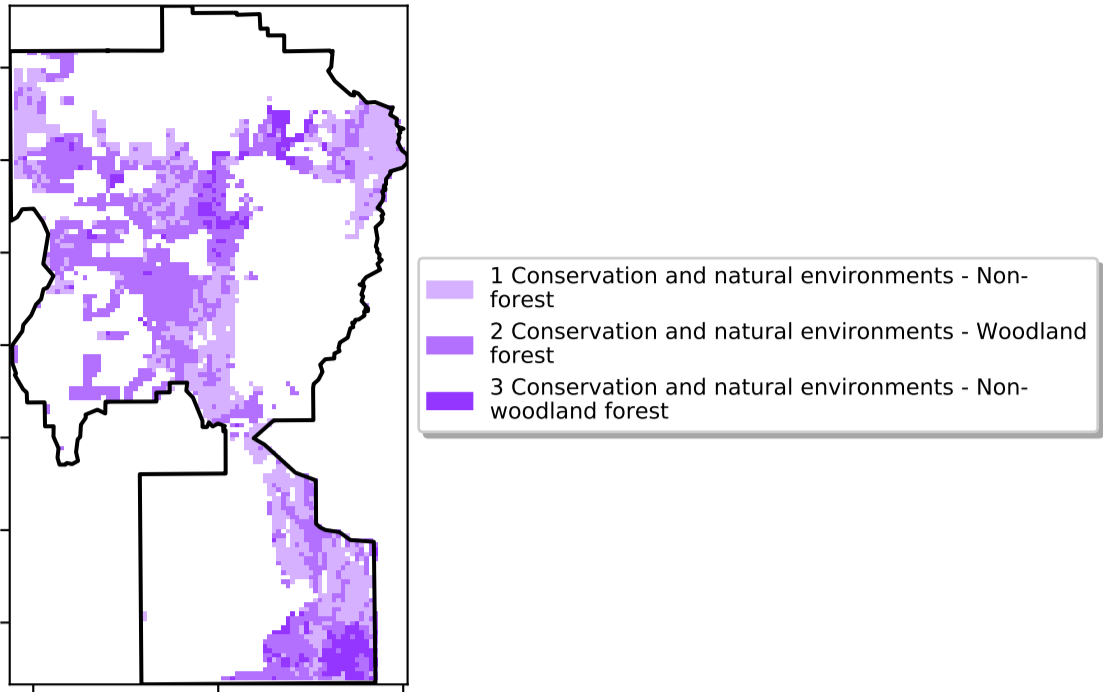 1 Conservation and natural environments - Non-
forest
2 Conservation and natural environments - Woodland
forest
3 Conservation and natural environments - Non-
woodland forest